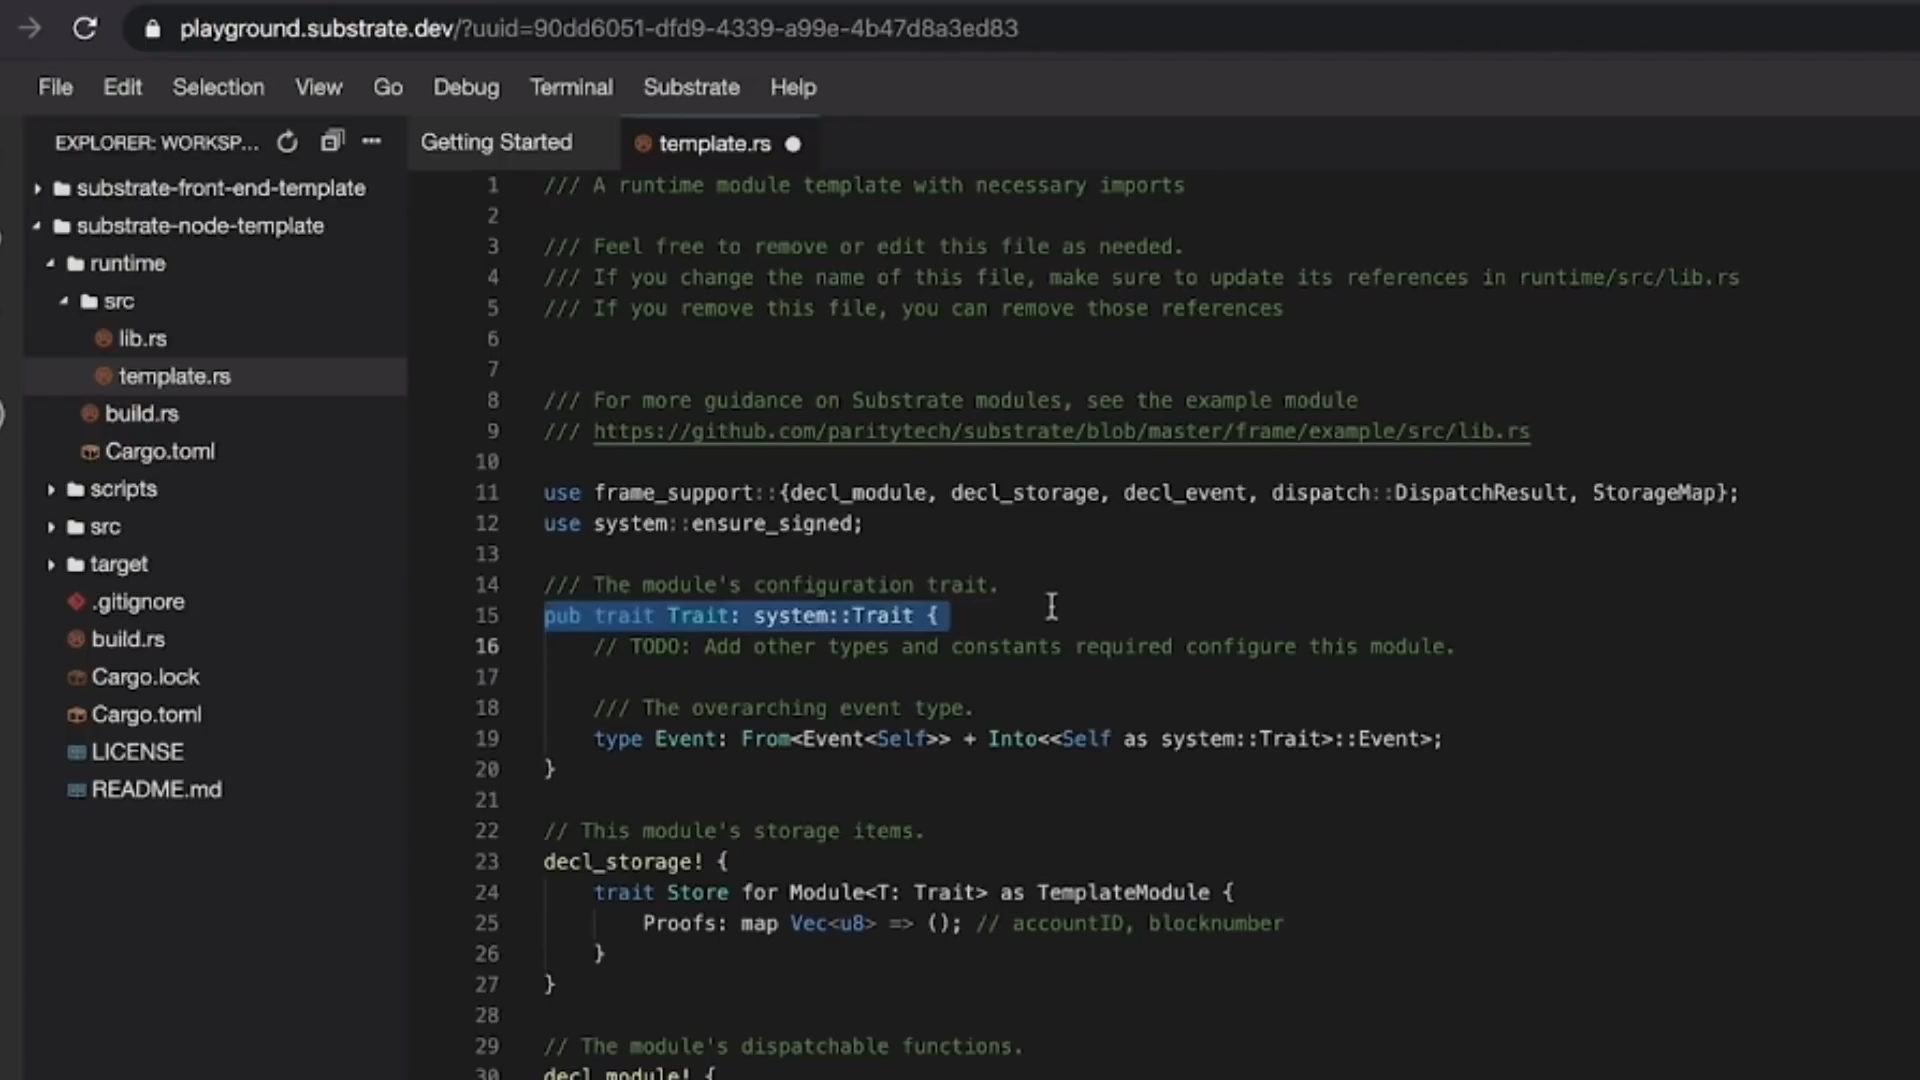 playground.substrate.dev/?uuid=90dd6051-dfd9-4339-a99e-4b47d8a3ed83
File Edit Selection View Go Debug Terminal Substrate Help
EXPLORER: WORKSP...
substrate-front-end-template
substrate-node-template
runtime
src
lib.rs
template.rs
build.rs
Cargo.toml
scripts
src
target
.gitignore
build.rs
Cargo.lock
Cargo.toml
LICENSE
README.md
Getting Started template.rs
1 /// A runtime module template with necessary imports
2
3 /// Feel free to remove or edit this file as needed.
4 /// If you change the name of this file, make sure to update its references in runtime/src/lib.rs
5 /// If you remove this file, you can remove those references
6
7
8 /// For more guidance on Substrate modules, see the example module
9 /// https://github.com/paritytech/substrate/blob/master/frame/example/src/lib.rs
10
11 use frame_support::{decl_module, decl_storage, decl_event, dispatch::DispatchResult, StorageMap};
12 use system::ensure_signed;
13
14 /// The module's configuration trait.
15 pub trait Trait: system::Trait {
16 // TODO: Add other types and constants required configure this module.
17
18 /// The overarching event type.
19 type Event: From<Event<Self>> + Into<<Self as system::Trait>::Event>;
20 }
21
22 // This module's storage items.
23 decl_storage! {
24 trait Store for Module<T: Trait> as TemplateModule {
25 Proofs: map Vec<u8> => (); // accountID, blocknumber
26 }
27 }
28
29 // The module's dispatchable functions.
30 decl_module! {